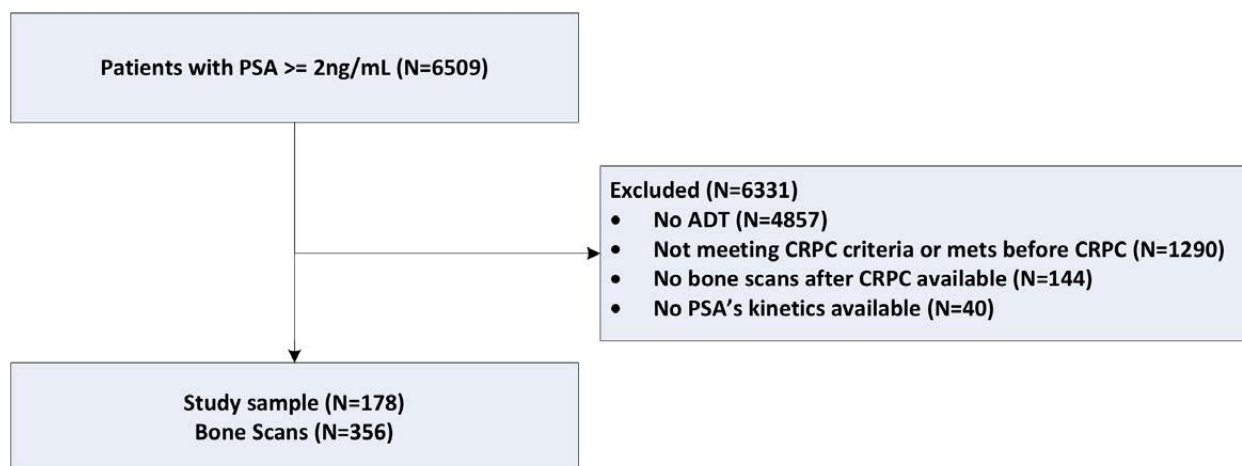 Patients with PSA >= 2ng/mL (N=6509)
Excluded (N=6331)
• No ADT (N=4857)
• Not meeting CRPC criteria or mets before CRPC (N=1290)
• No bone scans after CRPC available (N=144)
• No PSA’s kinetics available (N=40)
Study sample (N=178)
Bone Scans (N=356)